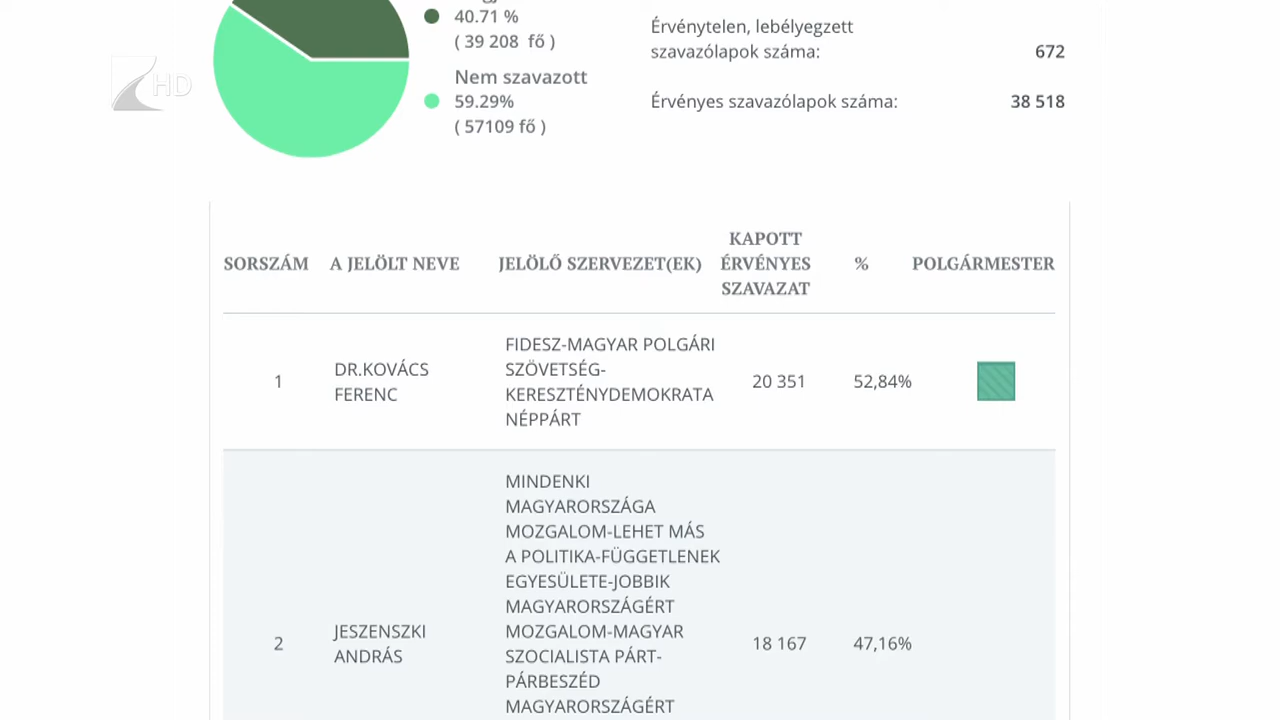 40.71 %
( 39 208 fő )
Nem szavazott
59.29%
( 57109 fő )
Érvénytelen, lebélyegzett
szavazólapok száma: 672
Érvényes szavazólapok száma: 38 518
HD
SORSZÁM A JELÖLT NEVE JELÖLŐ SZERVEZET(EK) KAPOTT ÉRVÉNYES SZAVAZAT % POLGÁRMESTER
1
DR.KOVÁCS
FERENC
FIDESZ-MAGYAR POLGÁRI
SZÖVETSÉG-
KERESZTÉNYDEMOKRATA
NÉPPÁRT
20 351 52,84%
2
JESZENSZKI
ANDRÁS
MINDENKI
MAGYARORSZÁGA
MOZGALOM-LEHET MÁS
A POLITIKA-FÜGGETLENEK
EGYESÜLETE-JOBBIK
MAGYARORSZÁGÉRT
MOZGALOM-MAGYAR
SZOCIALISTA PÁRT-
PÁRBESZÉD
MAGYARORSZÁGÉRT
18 167 47,16%